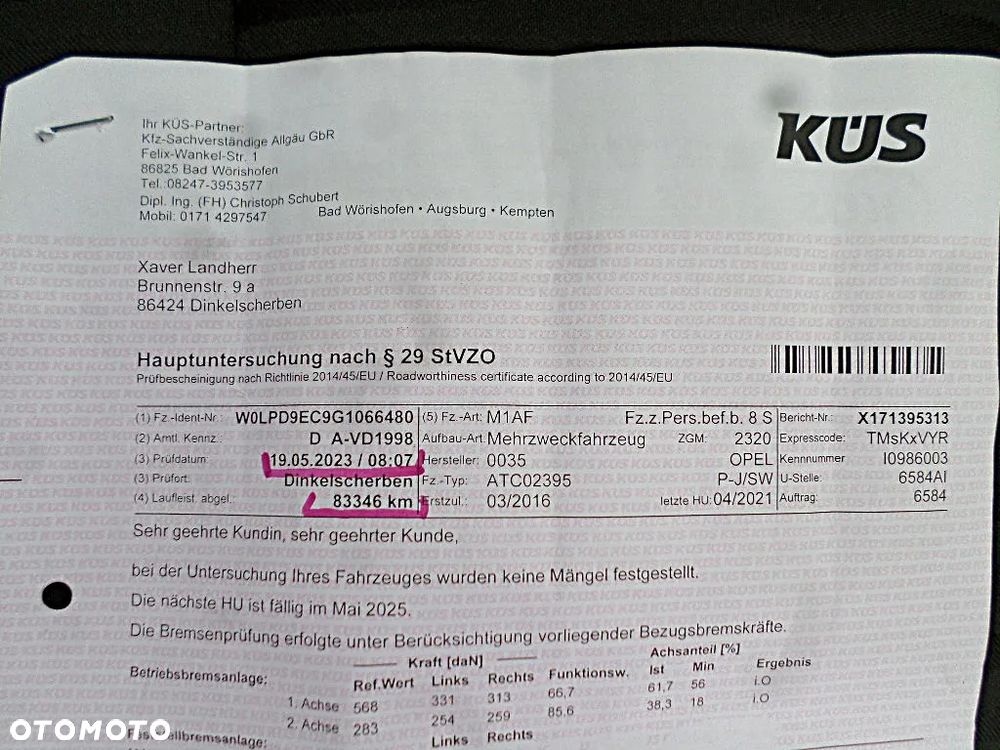 KÜS
Ihr KÜS-Partner:
Kfz-Sachverständige Allgäu GbR
Felix-Wankel-Str. 1
86825 Bad Wörishofen
Tel.:08247-3953577
Dipl. Ing. (FH) Christoph Schubert
Mobil: 0171 4297547
Bad Wörishofen • Augsburg • Kempten
Xaver Landherr
Brunnenstr. 9 a
86424 Dinkelscherben
Hauptuntersuchung nach § 29 StVZO
Prüfbescheinigung nach Richtlinie 2014/45/EU / Roadworthiness certificate according to 2014/45/EU
(1) Fz.-Ident-Nr.: W0LPD9EC9G1066480 (5) Fz.-Art: M1AF Fz.z.Pers.bef.b. 8 S Bericht-Nr.: X171395313
(2) Amtl. Kennz.: D A-VD1998 Aufbau-Art: Mehrzweckfahrzeug ZGM: 2320 Expresscode: TMsKxVYR
(3) Prüfdatum: 19.05.2023 / 08:07 Hersteller: 0035 OPEL Kennnummer I0986003
(3) Prüfort: Dinkelscherben Fz.-Typ: ATC02395 P-J/SW U-Stelle: 6584AI
(4) Laufleist. abgel.: 83346 km Erstzul.: 03/2016 letzte HU: 04/2021 Auftrag: 6584
Sehr geehrte Kundin, sehr geehrter Kunde,
bei der Untersuchung Ihres Fahrzeuges wurden keine Mängel festgestellt.
Die nächste HU ist fällig im Mai 2025.
Die Bremsenprüfung erfolgte unter Berücksichtigung vorliegender Bezugsbremskräfte.
Kraft [daN] Achsanteil [%]
Betriebsbremsanlage: Ref.Wert Links Rechts Funktionsw. Ist Min Ergebnis
1. Achse 568 331 313 66,7 61,7 56 i.O
2. Achse 283 254 259 85.6 38,3 18 i.O
Links Rechts
OTOMOTO